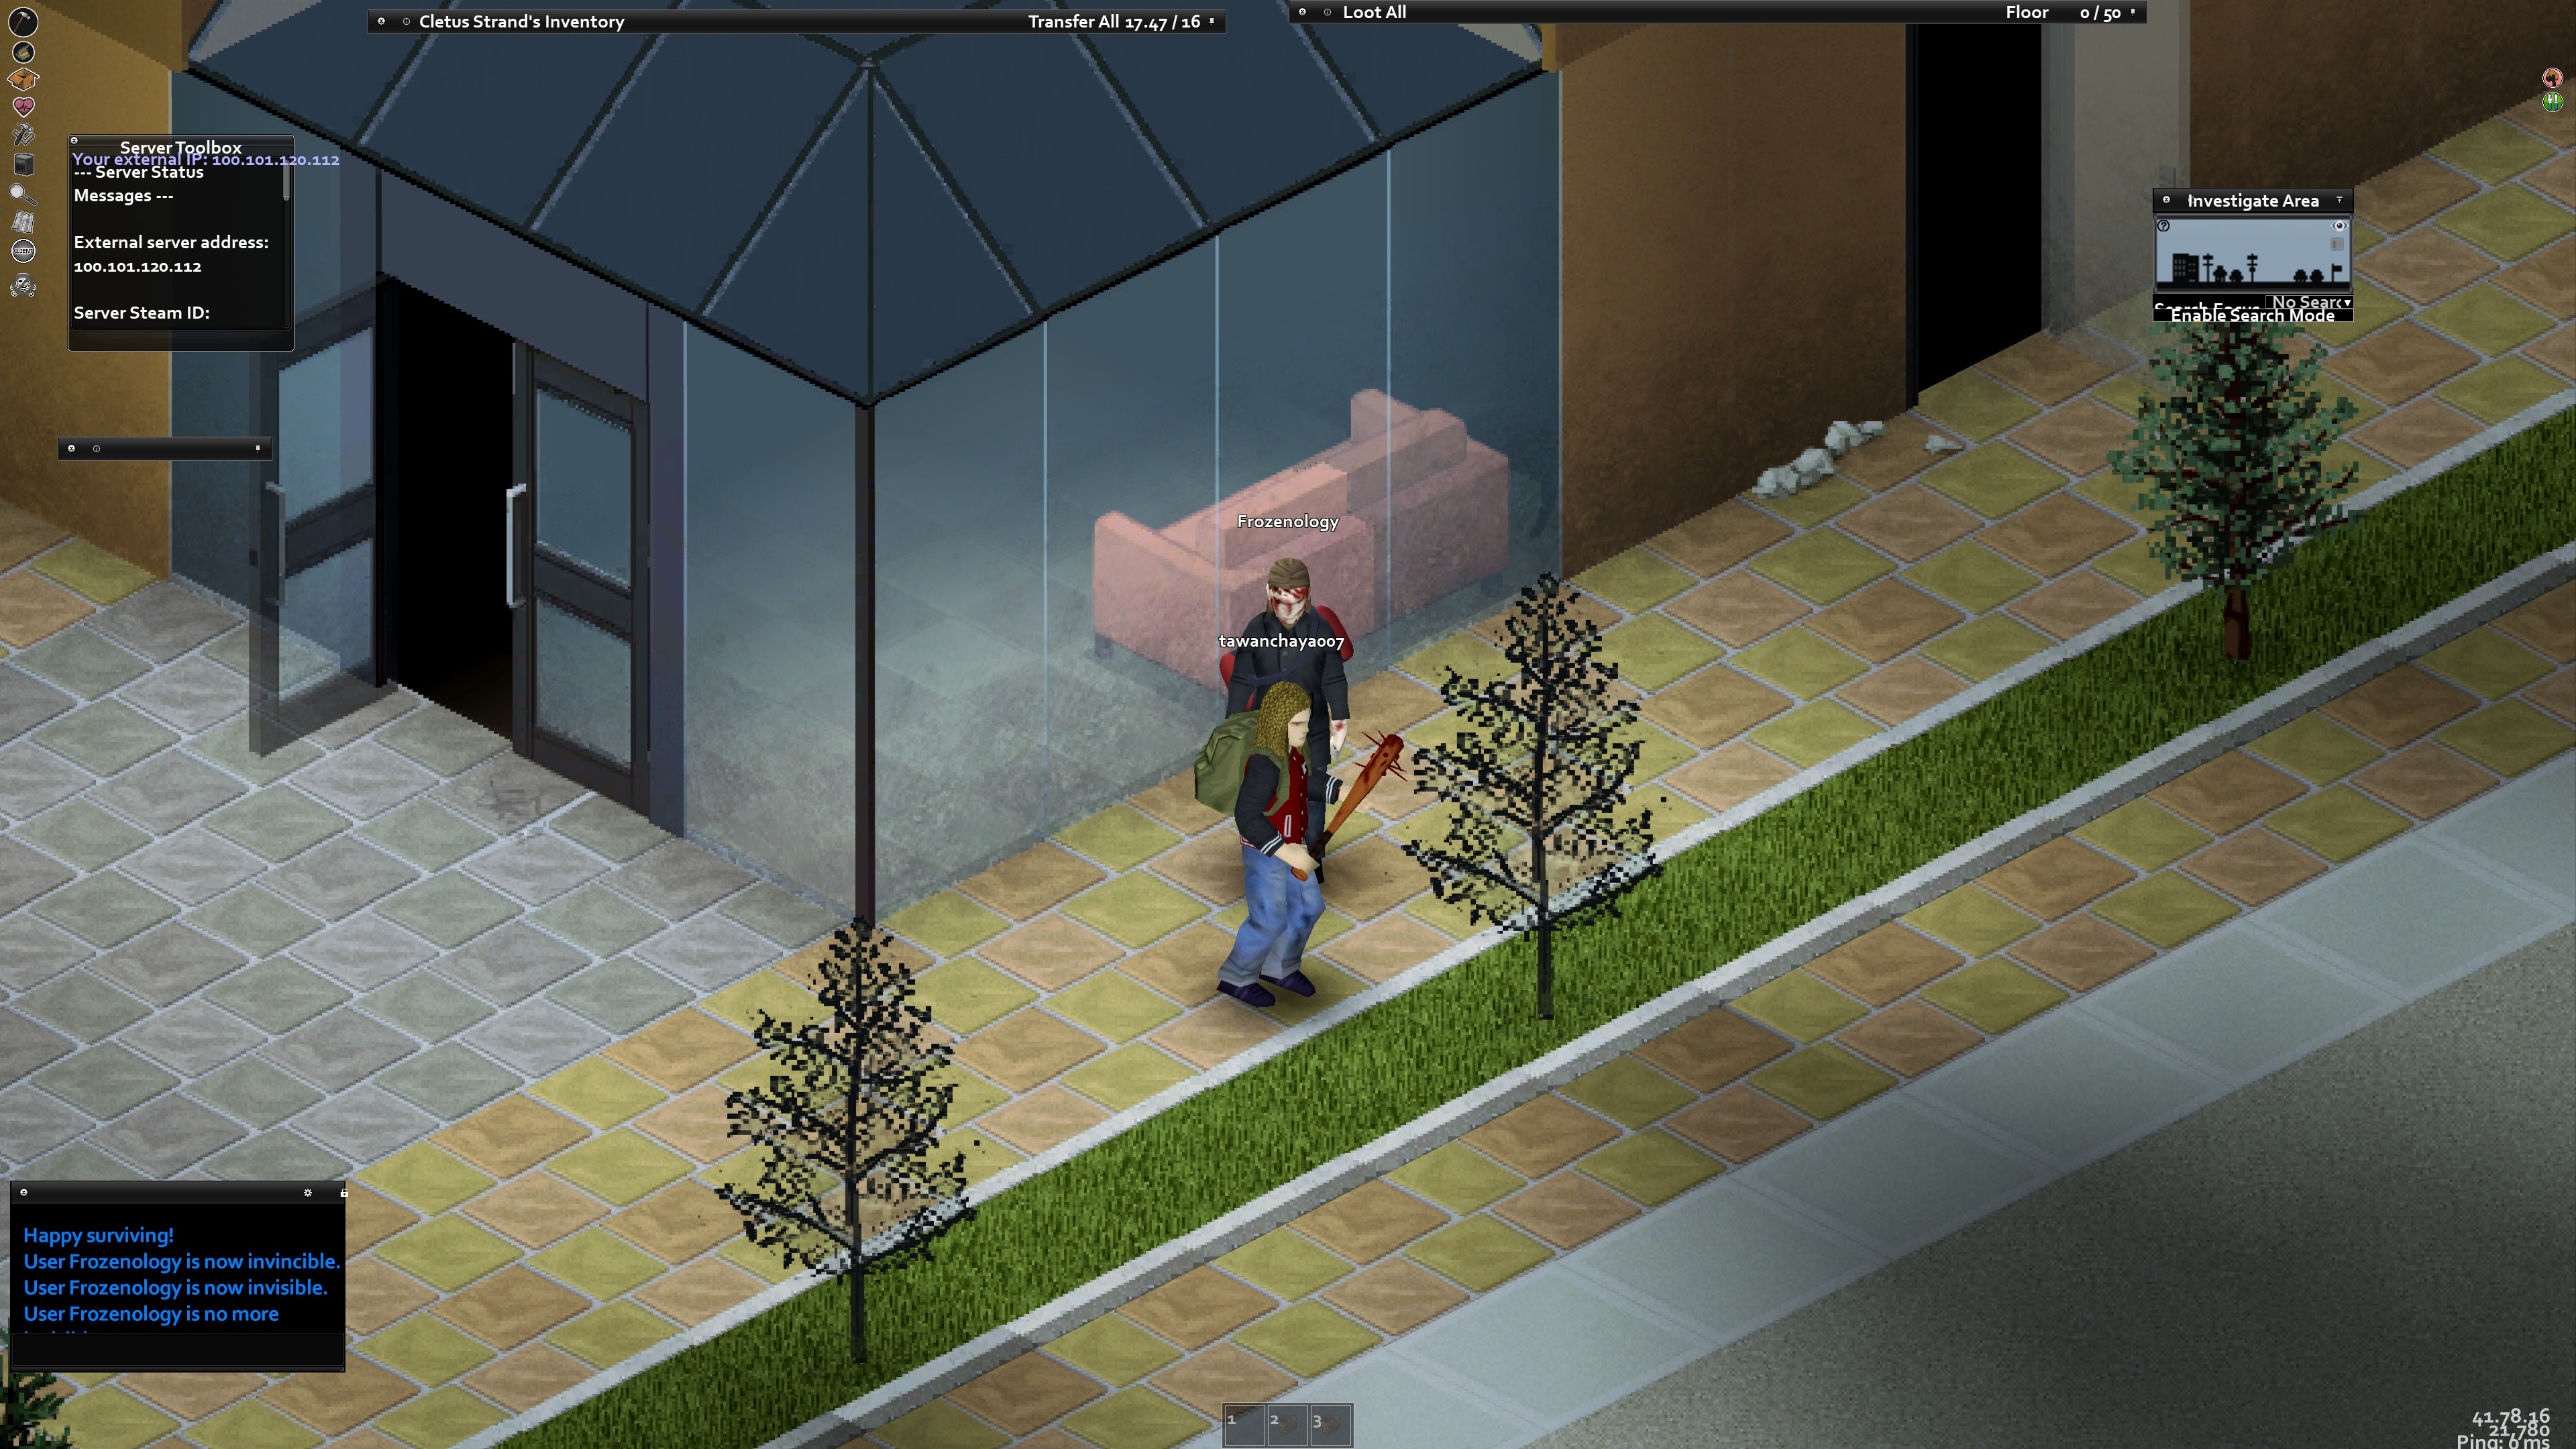 Cletus Strand's Inventory
Transfer All 17.47 / 16
Loot All
Floor 0 / 50
Server Toolbox
Your external IP: 100.101.120.112
--- Server Status
Messages ---
External server address:
100.101.120.112
Server Steam ID:
Investigate Area
No Searc
Enable Search Mode
Frozenology
tawanchaya007
Happy surviving!
User Frozenology is now invincible.
User Frozenology is now invisible.
User Frozenology is no more
1 2 3
41.78.16
21,780
Ping: 0 ms